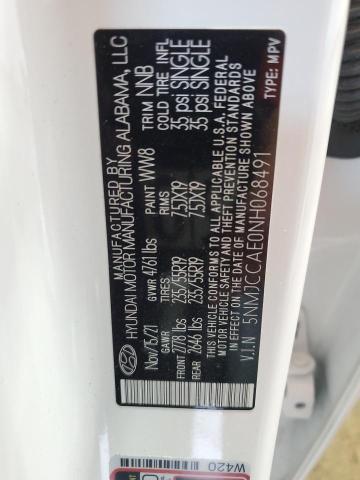 MANUFACTURED BY
HYUNDAI MOTOR MANUFACTURING ALABAMA, LLC
Nov/15/21 GVWR 4761 lbs PAINT WW8 TRIM NNB
GAWR TIRES RIMS COLD TIRE INFL
FRONT 2778 lbs 235/55R19 7.5JX19 35 psi SINGLE
REAR 2646 lbs 235/55R19 7.5JX19 35 psi SINGLE
THIS VEHICLE CONFORMS TO ALL APPLICABLE U.S.A. FEDERAL
MOTOR VEHICLE SAFETY AND THEFT PREVENTION STANDARDS IN EFFECT ON THE DATE OF MANUFACTURE SHOWN ABOVE.
V.I.N 5NMJCCAE0NH068491 TYPE: MPV
W420